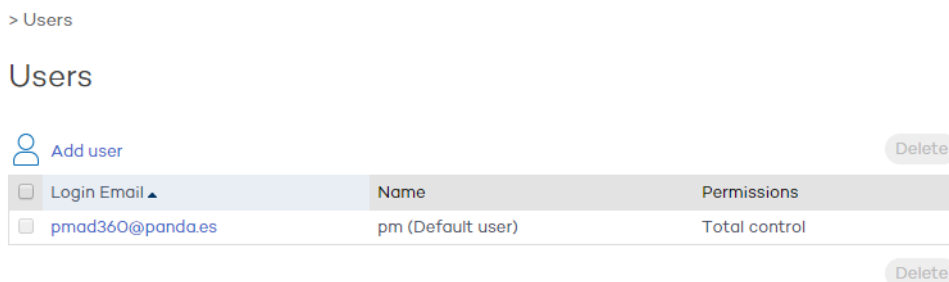 > Users
Users
Add user
Delete
Login Email Name Permissions
pmad360@panda.es pm (Default user) Total control
Delete